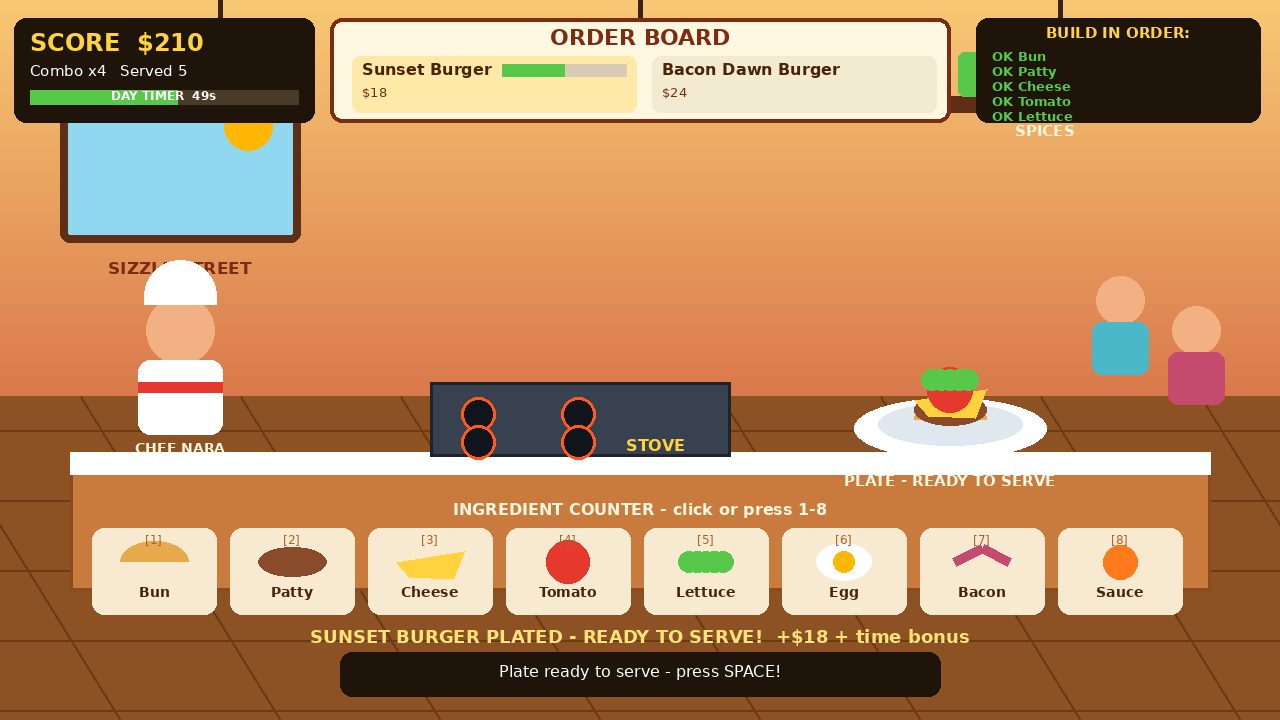 SCORE $210
Combo x4 Served 5
DAY TIMER 49s
ORDER BOARD
Sunset Burger
$18
Bacon Dawn Burger
$24
BUILD IN ORDER:
OK Bun
OK Patty
OK Cheese
OK Tomato
OK Lettuce
SPICES
CHEF NARA
STOVE
PLATE - READY TO SERVE
INGREDIENT COUNTER - click or press 1-8
[1]
Bun
[2]
Patty
[3]
Cheese
[4]
Tomato
[5]
Lettuce
[6]
Egg
[7]
Bacon
[8]
Sauce
SUNSET BURGER PLATED - READY TO SERVE! +$18 + time bonus
Plate ready to serve - press SPACE!